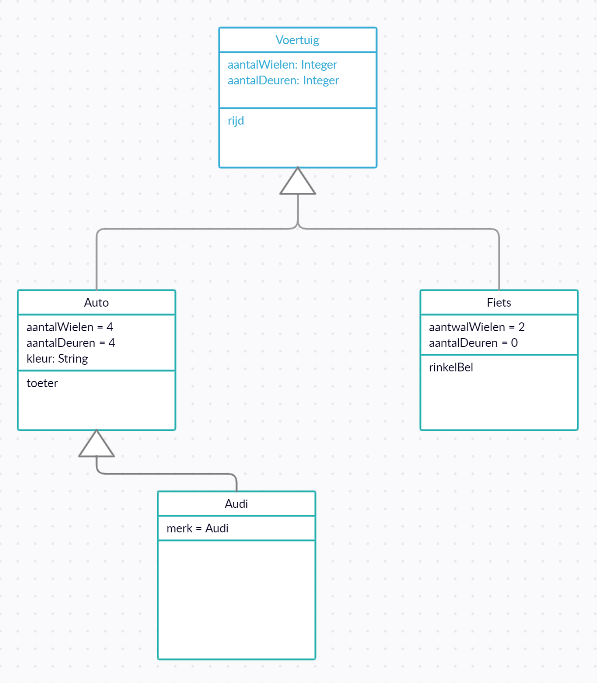 Voertuig
aantalWielen: Integer
aantalDeuren: Integer
rijd
Auto
aantalWielen = 4
aantalDeuren = 4
kleur: String
toeter
Fiets
aantwalWielen = 2
aantalDeuren = 0
rinkelBel
Audi
merk = Audi